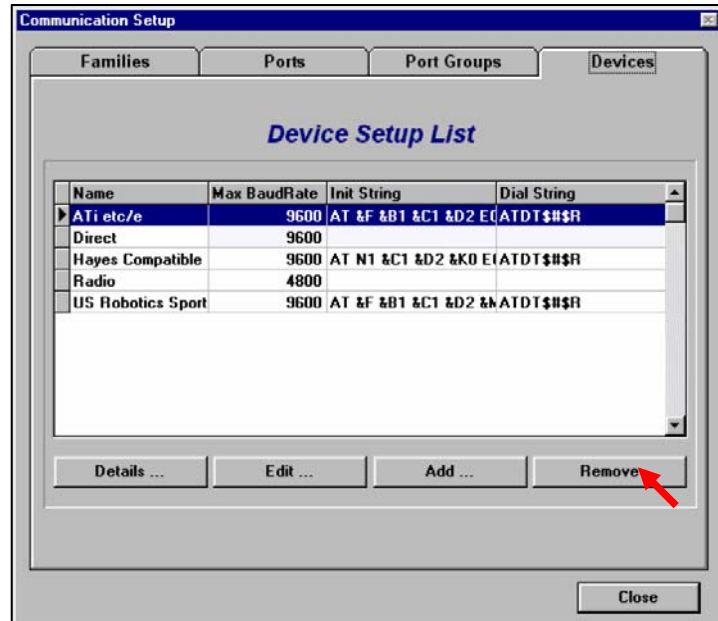 Communication Setup
Families Ports Port Groups Devices
Device Setup List
Name Max BaudRate Init String Dial String
ATi etc/e 9600 AT &F &B1 &C1 &D2 ATDT$#$R
Direct 9600
Hayes Compatible 9600 AT N1 &C1 &D2 &K0 ATDT$#$R
Radio 4800
US Robotics Sport 9600 AT &F &B1 &C1 &D2 ATDT$#$R
Details ... Edit ... Add ... Remove
Close